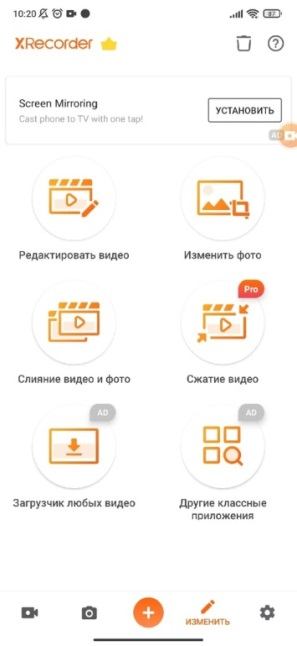 10:20 87
XRecorder
Screen Mirroring
Cast phone to TV with one tap!
УСТАНОВИТЬ
AD
Редактировать видео
Изменить фото
Pro
Слияние видео и фото
Сжатие видео
AD
AD
Загрузчик любых видео
Другие классные
приложения
ИЗМЕНИТЬ